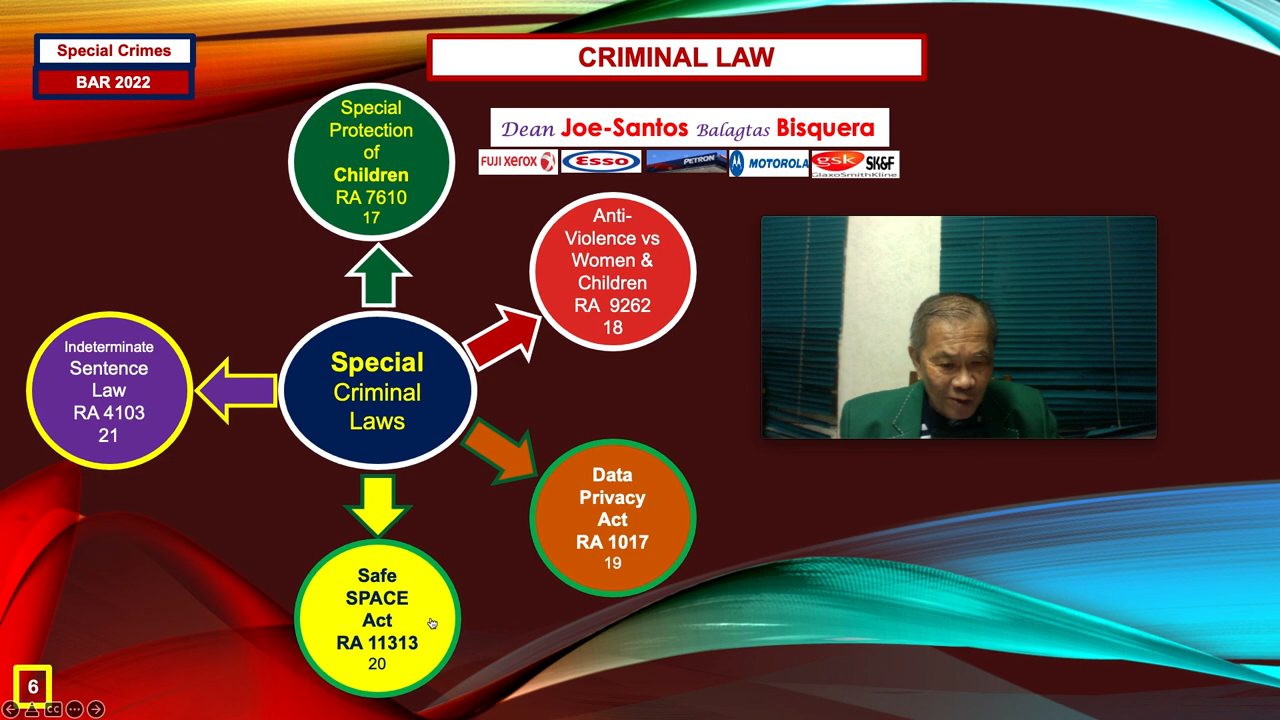 Special Crimes
BAR 2022
CRIMINAL LAW
Dean Joe-Santos Balagtas Bisquera
FUJI XEROX
Esso
PETRON
MOTOROLA
gsk
SK&F
GlaxoSmithKline
Special
Protection
of
Children
RA 7610
17
Anti-
Violence vs
Women &
Children
RA 9262
18
Indeterminate
Sentence
Law
RA 4103
21
Special
Criminal
Laws
Data
Privacy
Act
RA 1017
19
Safe
SPACE
Act
RA 11313
20
6
CC